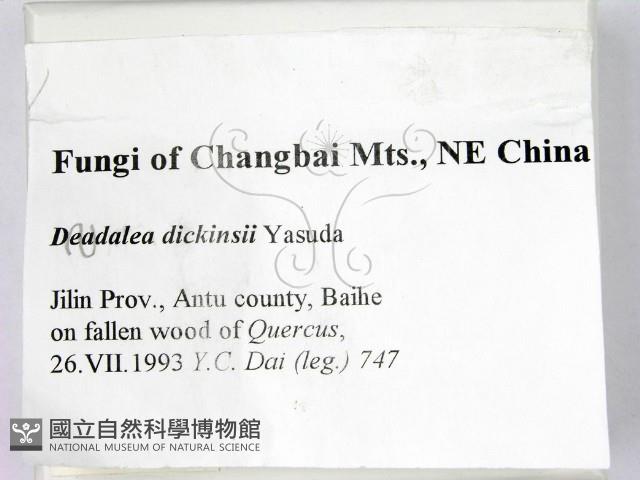 Fungi of Changbai Mts., NE China
Deadalea dickinsii Yasuda
Jilin Prov., Antu county, Baihe
on fallen wood of Quercus,
26.VII.1993 Y.C. Dai (leg.) 747
國立自然科學博物館
NATIONAL MUSEUM OF NATURAL SCIENCE